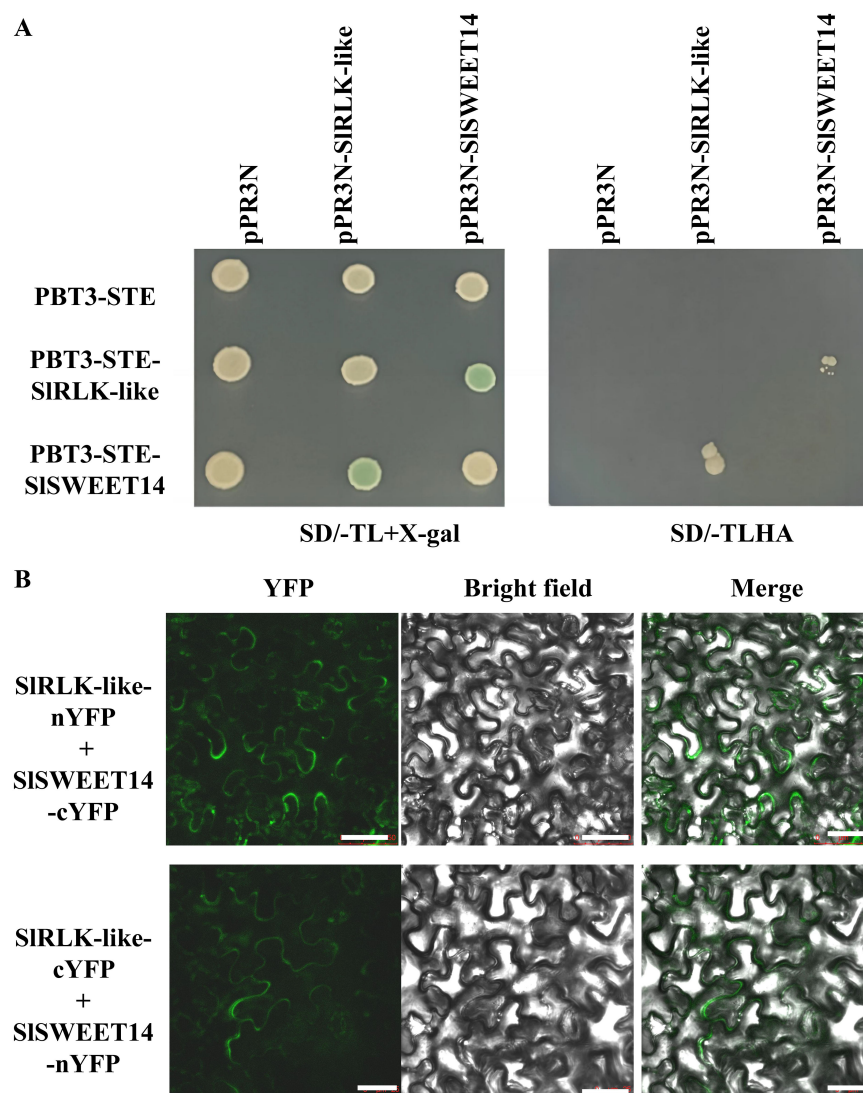 A
pPR3N
pPR3N-SlRLK-like
pPR3N-SlSWEET14
pPR3N
pPR3N-SlRLK-like
pPR3N-SlSWEET14
PBT3-STE
PBT3-STE-
SlRLK-like
PBT3-STE-
SlSWEET14
SD/-TL+X-gal
SD/-TLHA
B
YFP
Bright field
Merge
SlRLK-like-
nYFP
+
SlSWEET14
-cYFP
SlRLK-like-
cYFP
+
SlSWEET14
-nYFP